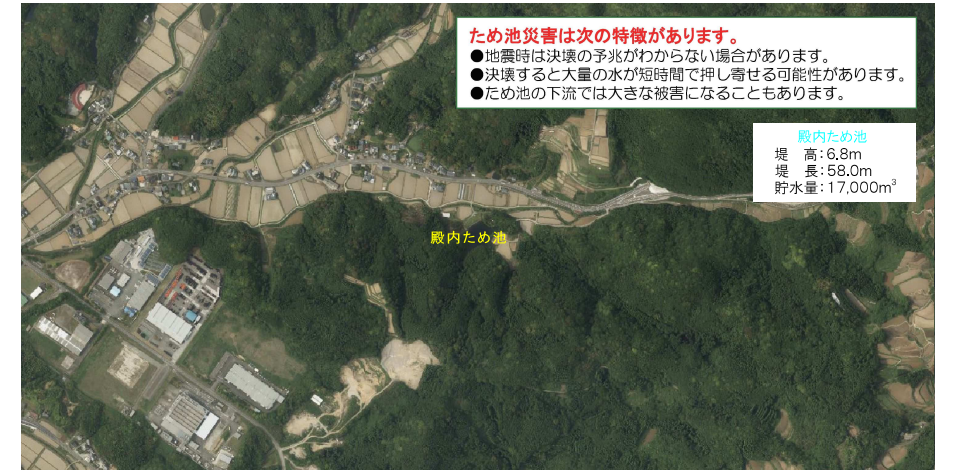 ため池災害は次の特徴があります。
●地震時は決壊の予兆がわからない場合があります。
●決壊すると大量の水が短時間で押し寄せる可能性があります。
●ため池の下流では大きな被害になることもあります。
殿内ため池
堤　高：6.8m
堤　長：58.0m
貯水量：17,000m³
殿内ため池